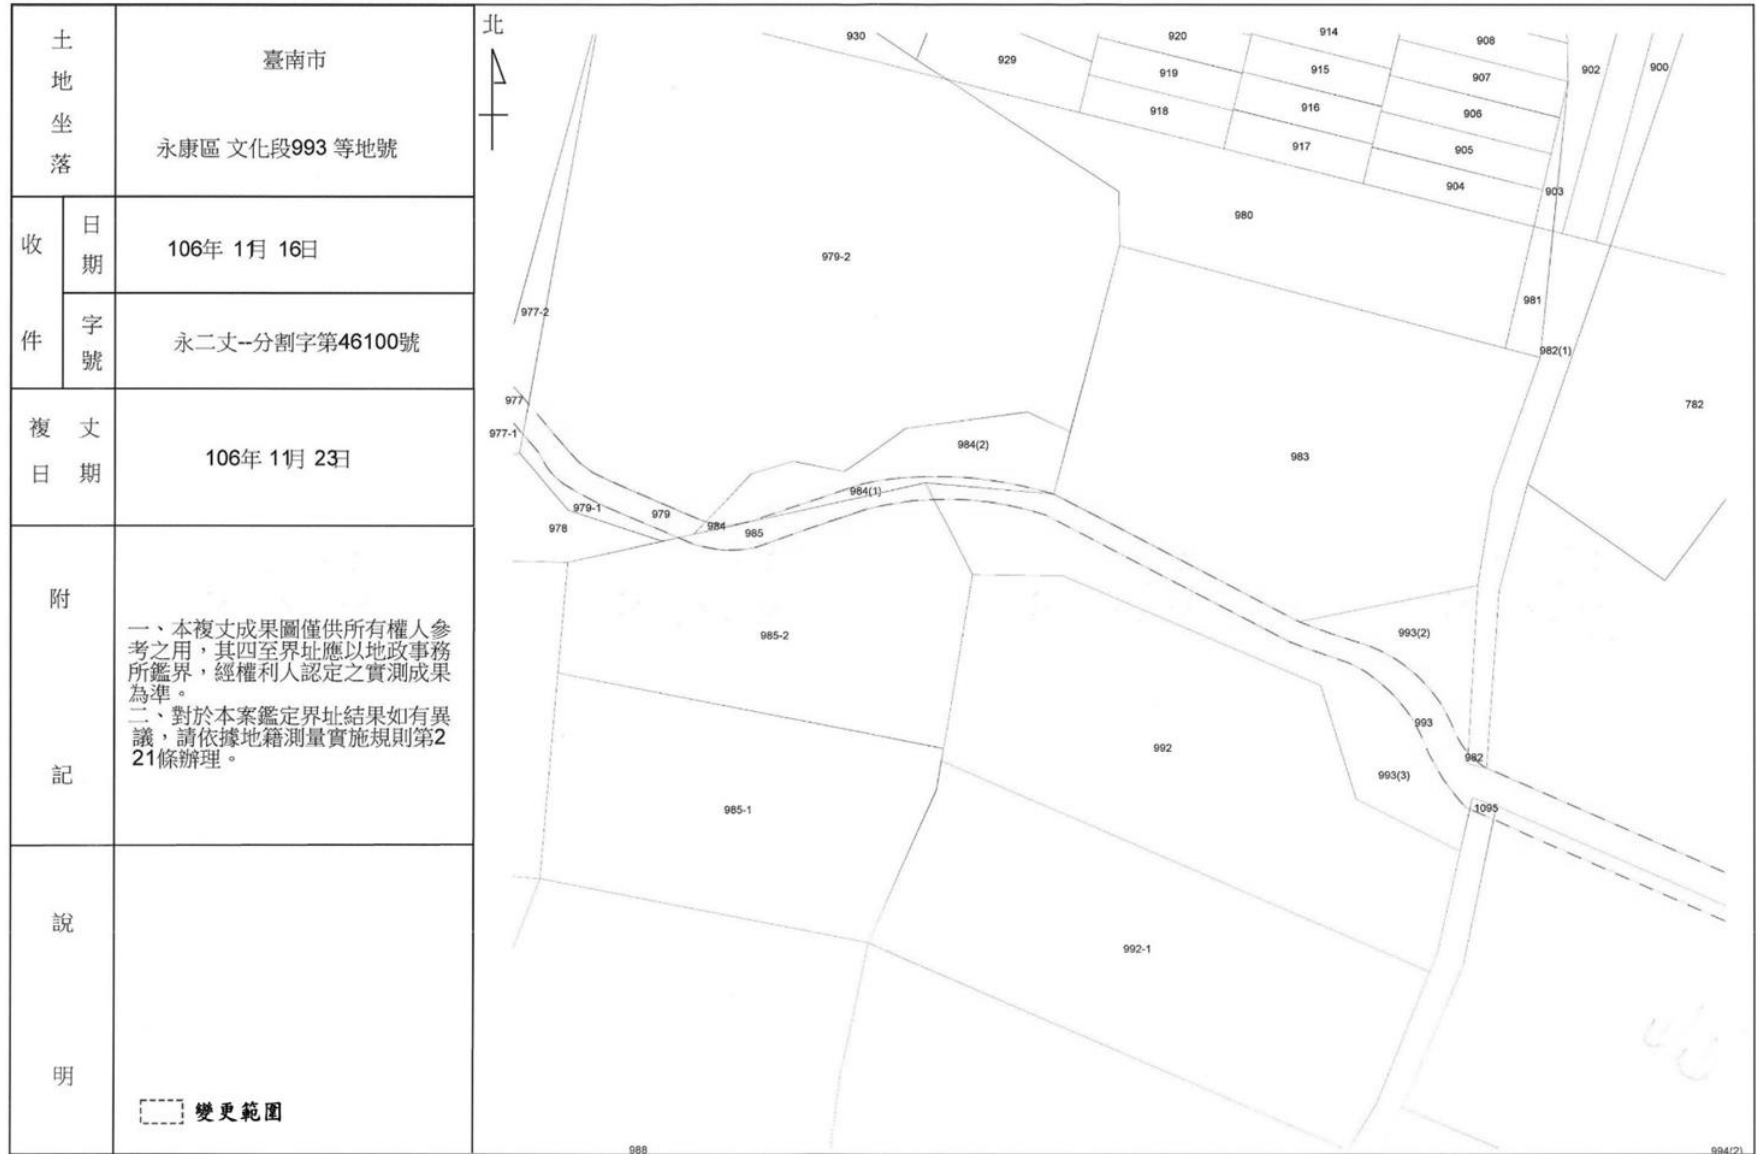 土地坐落
臺南市
永康區 文化段993 等地號
收件
日期
106年 11月 16日
字號
永二丈--分割字第46100號
複丈日期
106年 11月 23日
附記
一、本複丈成果圖僅供所有權人參
考之用，其四至界址應以地政事務
所鑑界，經權利人認定之實測成果
為準。
二、對於本案鑑定界址結果如有異
議，請依據地籍測量實施規則第2
21條辦理。
說明
變更範圍
北
930
929
920
919
918
914
915
916
917
908
907
906
905
904
903
902
900
980
979-2
981
977-2
982(1)
977
977-1
782
984(2)
983
984(1)
979-1
979
984
985
978
985-2
993(2)
993
992
982
993(3)
985-1
1095
992-1
988
994(2)